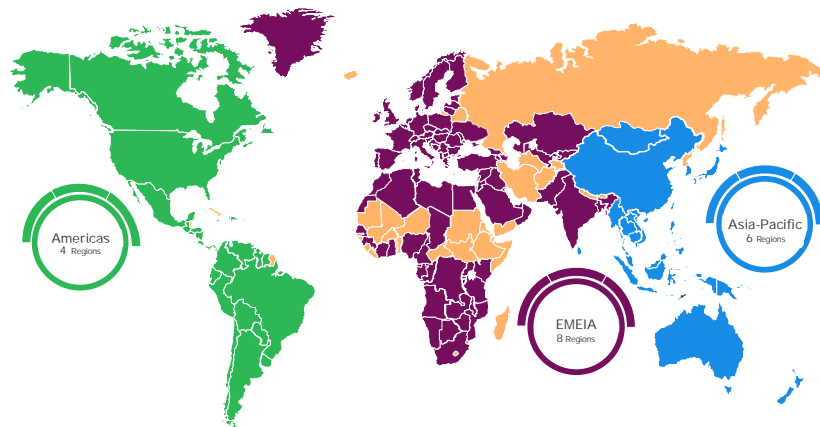 Americas
4 Regions
Asia-Pacific
6 Regions
EMEIA
8 Regions